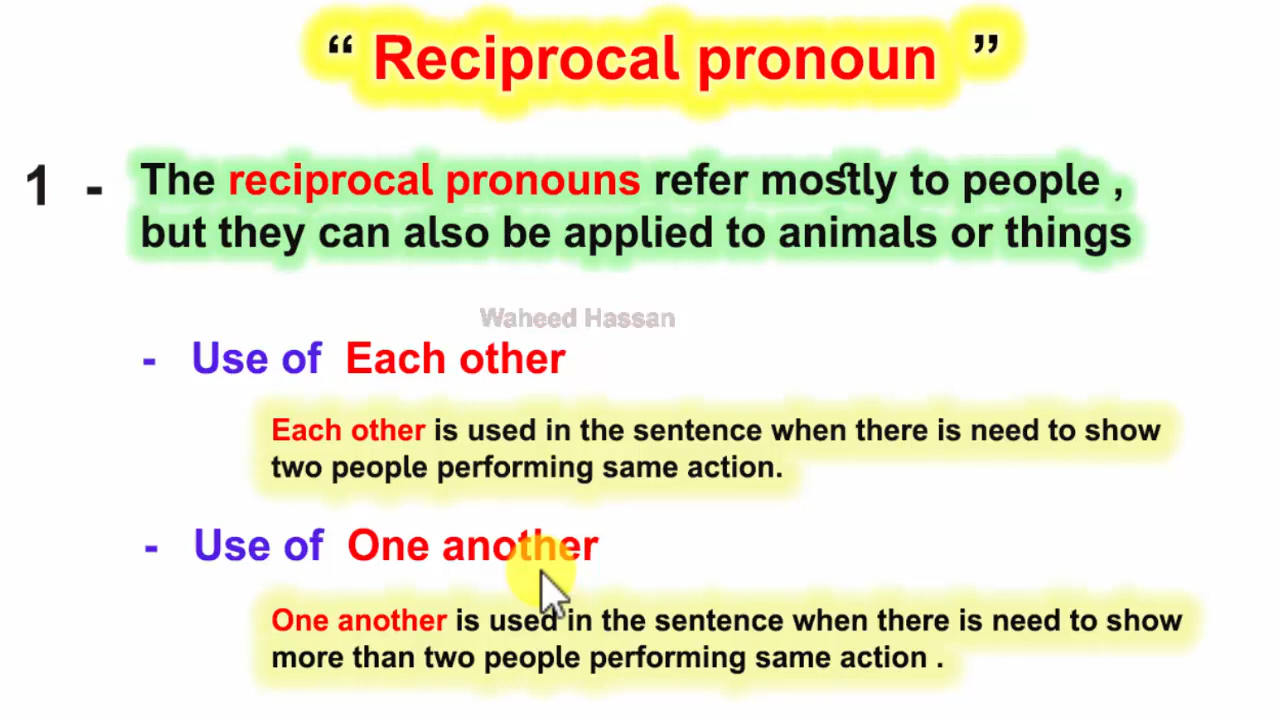 “ Reciprocal pronoun ”
1 - The reciprocal pronouns refer mostly to people ,
but they can also be applied to animals or things
Waheed Hassan
- Use of Each other
Each other is used in the sentence when there is need to show
two people performing same action.
- Use of One another
One another is used in the sentence when there is need to show
more than two people performing same action .